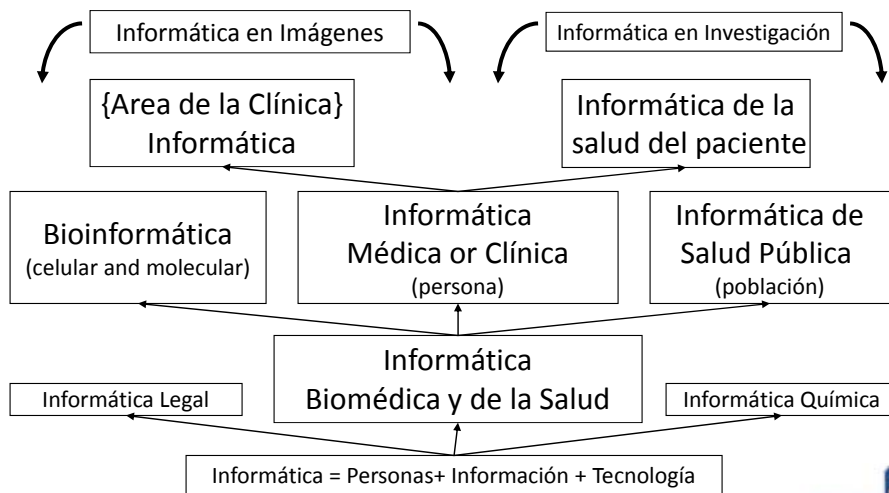 Informática en Imágenes
Informática en Investigación
{Area de la Clínica}
Informática
Informática de la
salud del paciente
Bioinformática
(celular and molecular)
Informática
Médica or Clínica
(persona)
Informática de
Salud Pública
(población)
Informática
Biomédica y de la Salud
Informática Legal
Informática Química
Informática = Personas+ Información + Tecnología